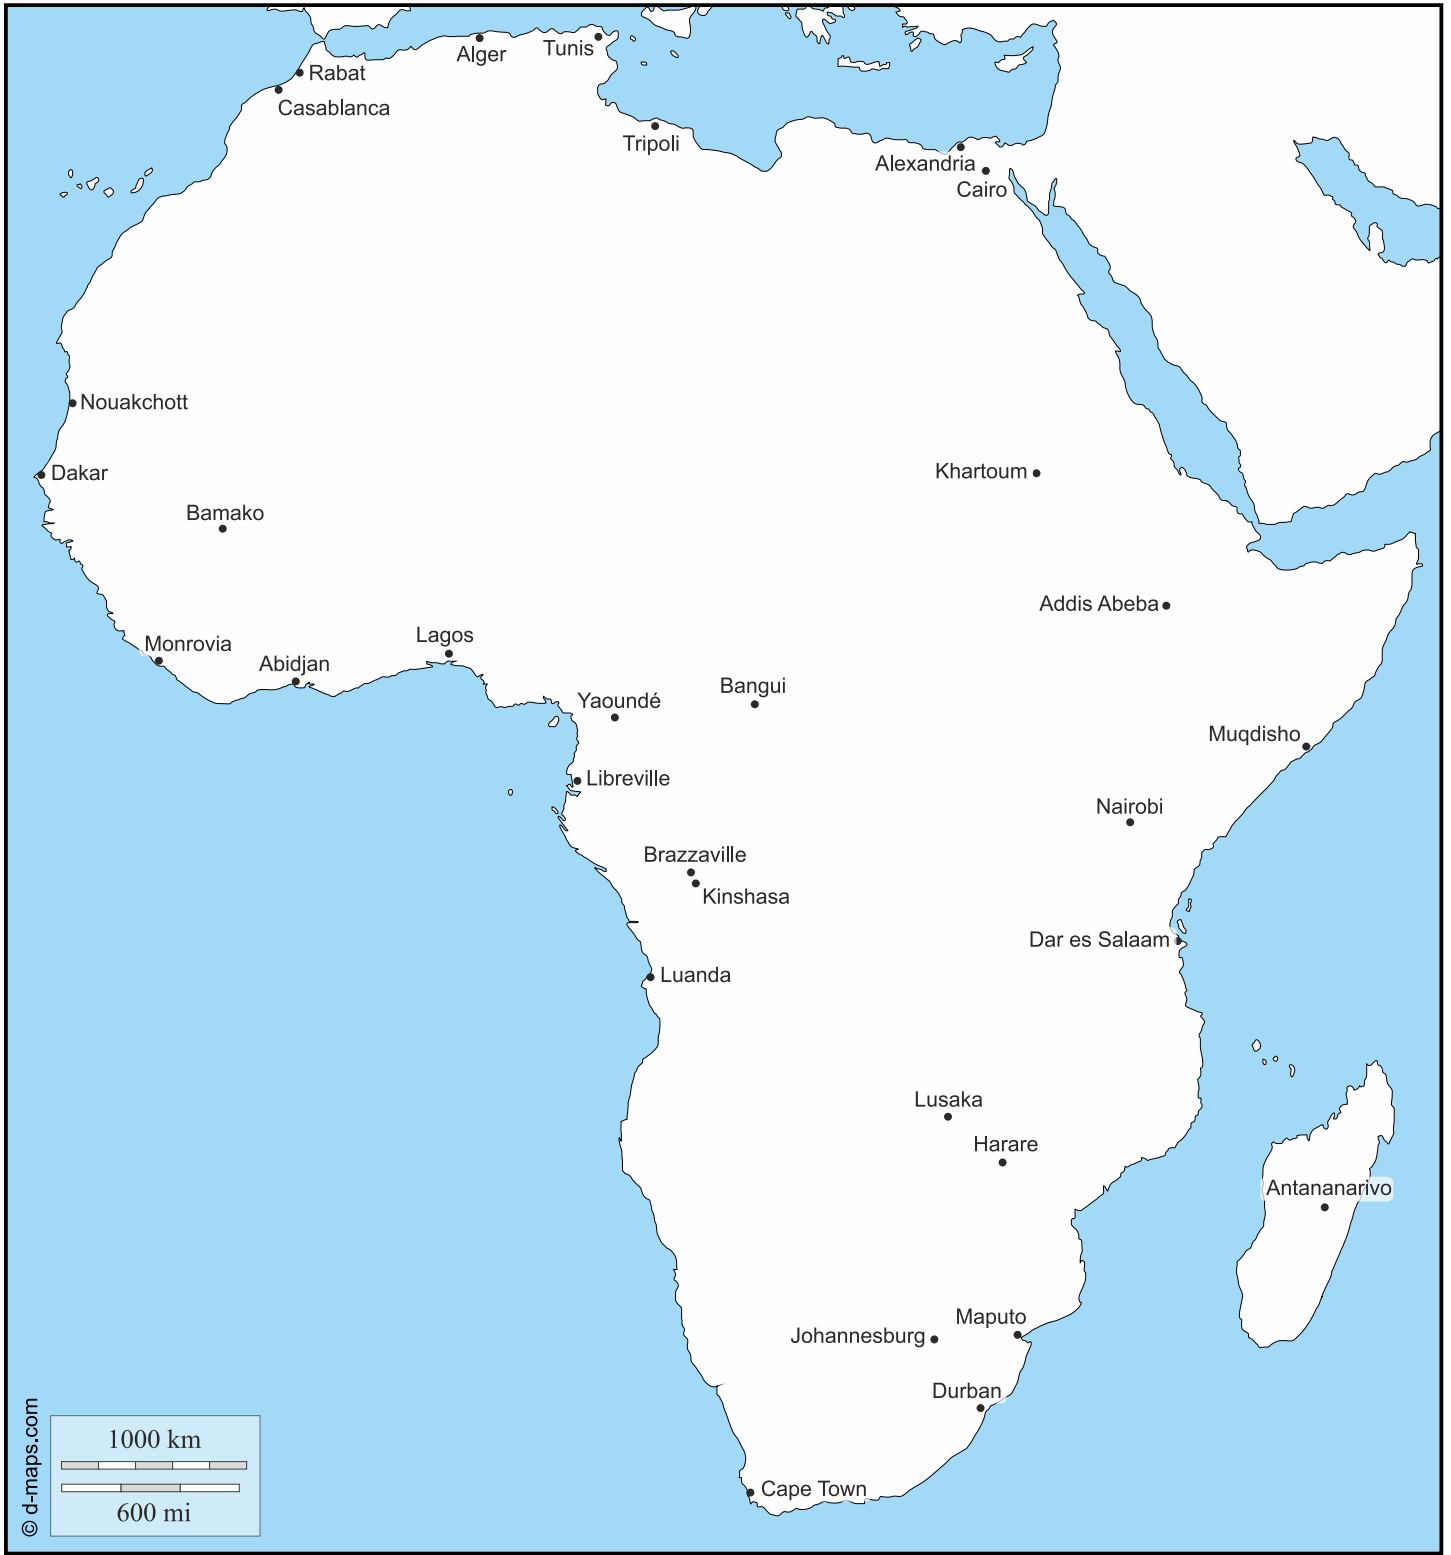 Alger
Tunis
Rabat
Casablanca
Tripoli
Alexandria
Cairo
Nouakchott
Dakar
Khartoum
Bamako
Addis Abeba
Lagos
Monrovia
Abidjan
Yaoundé
Bangui
Muqdisho
Libreville
Nairobi
Brazzaville
Kinshasa
Dar es Salaam
Luanda
Lusaka
Harare
Antananarivo
Maputo
Johannesburg
Durban
Cape Town
1000 km
600 mi
© d-maps.com